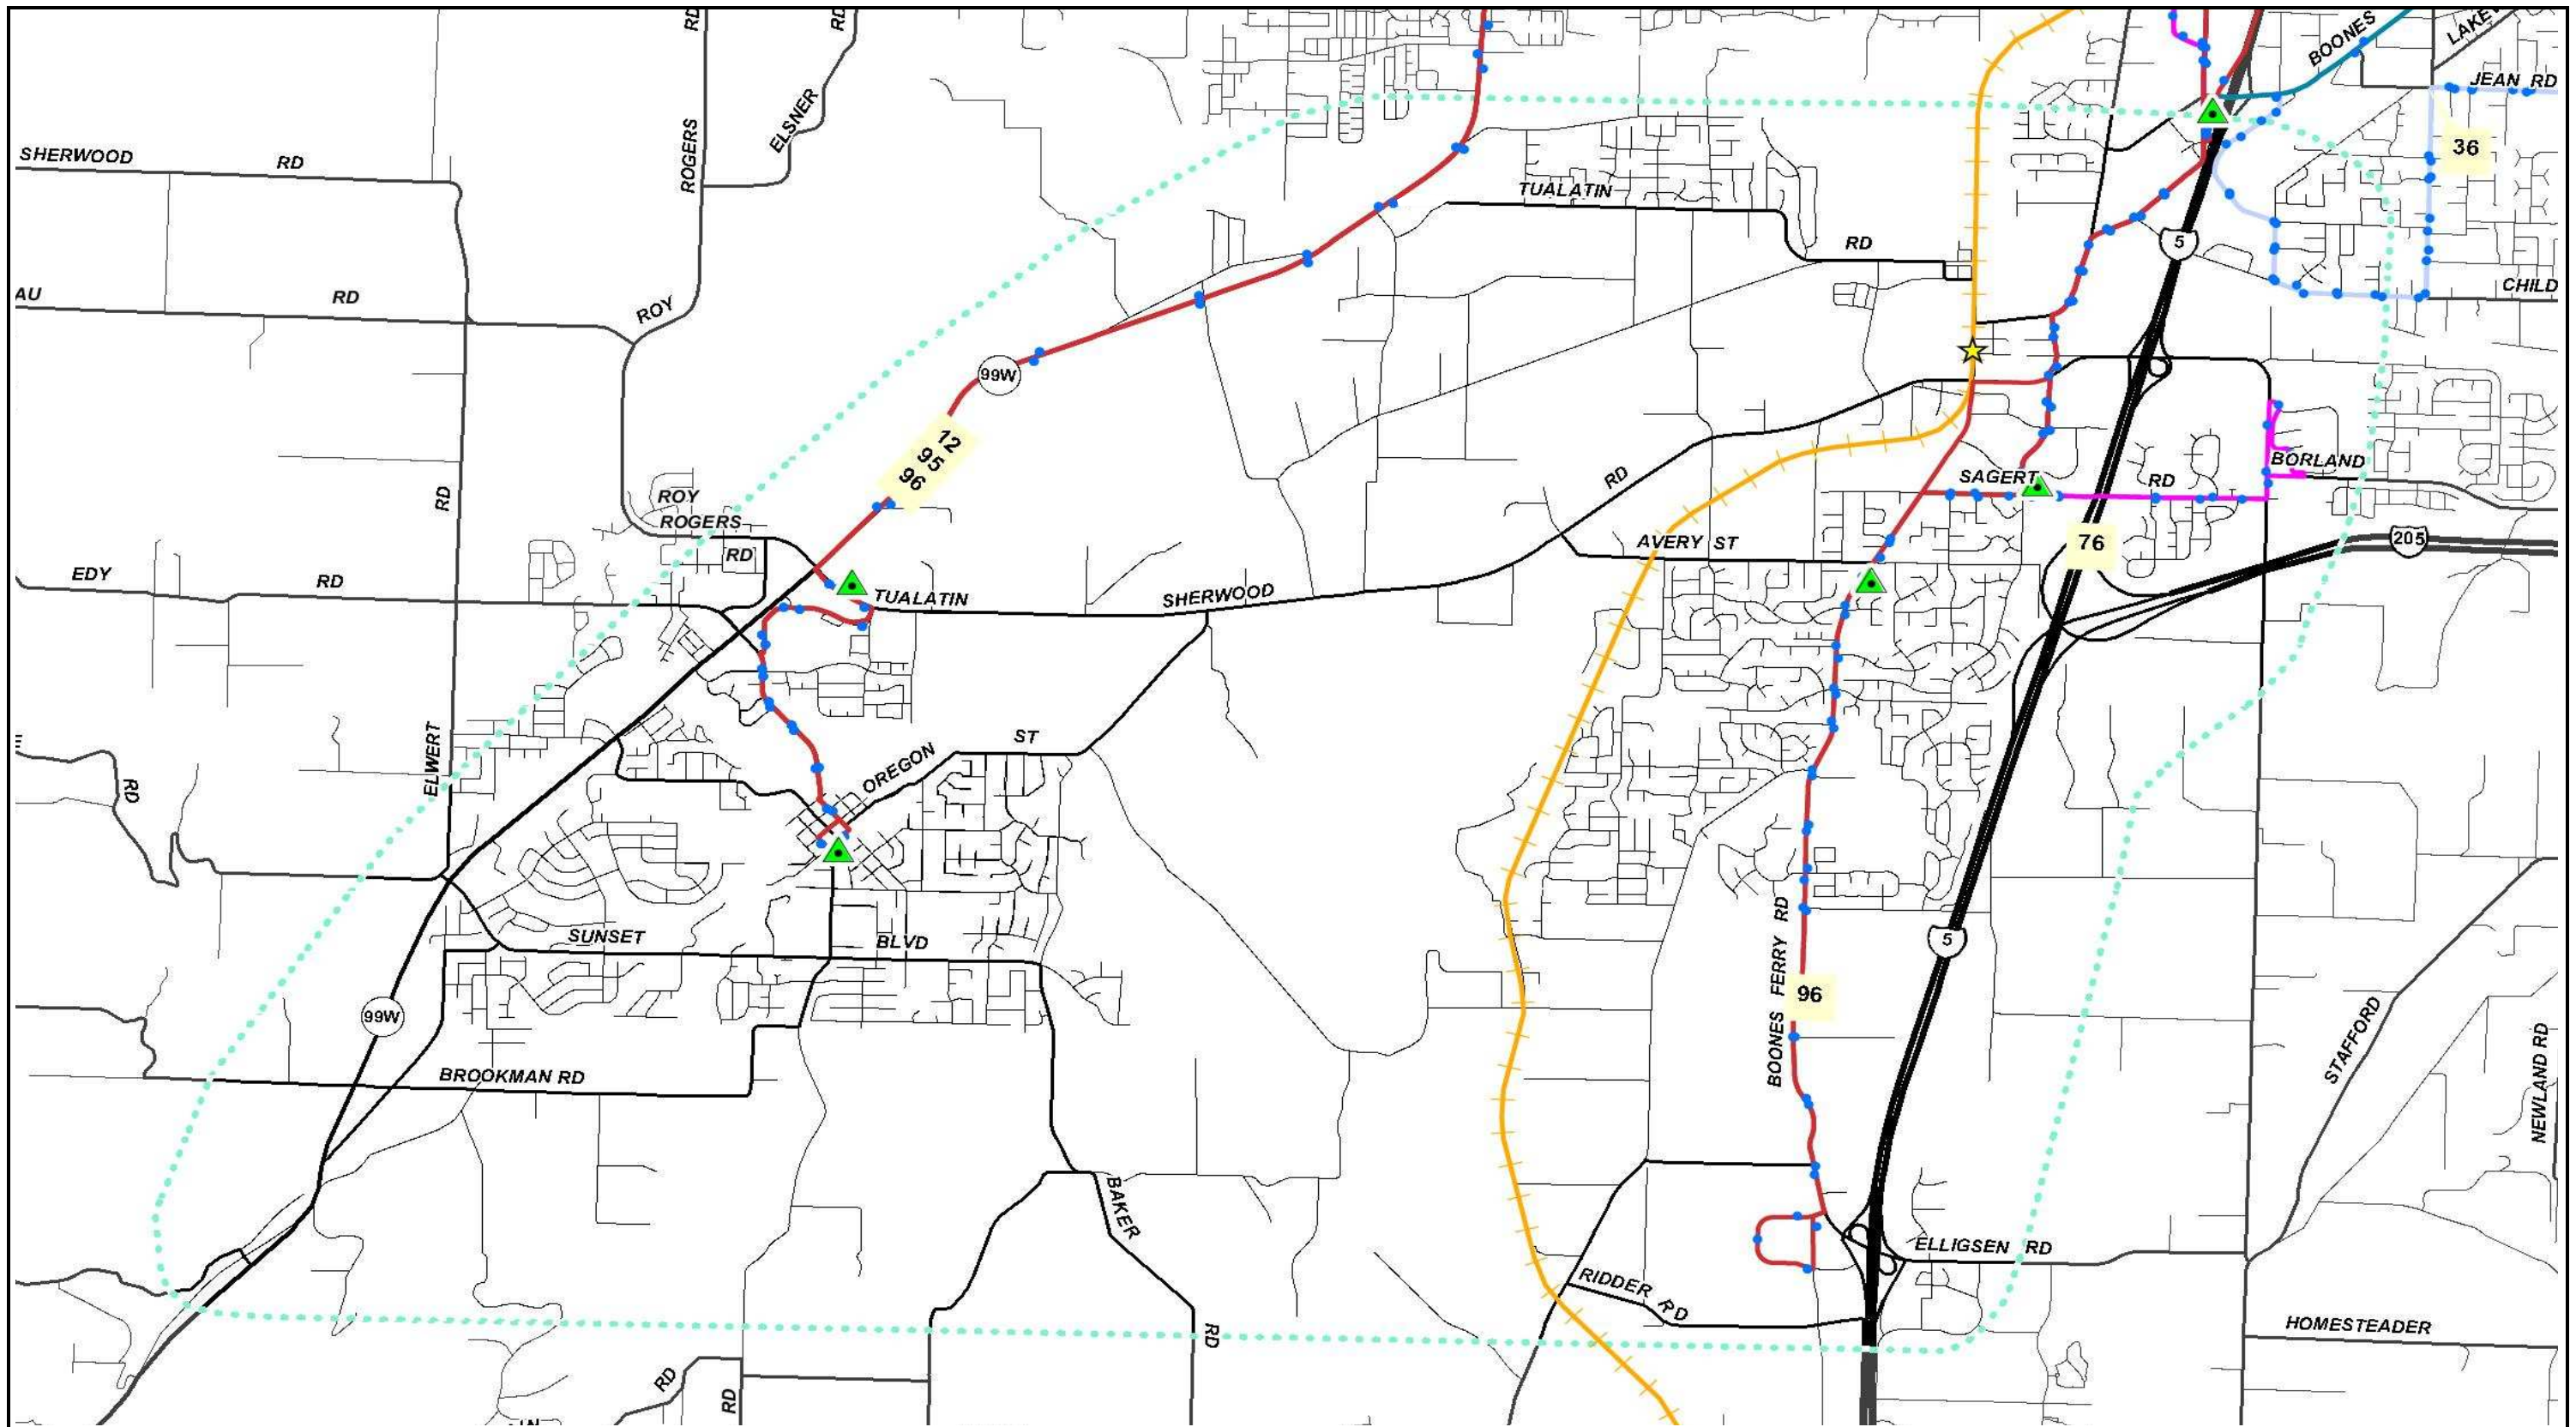 RD
RD
BOONES
LAKEV
JEAN RD
ELSNER
ROGERS
36
SHERWOOD
RD
TUALATIN
RD
5
CHILD
AU
RD
ROY
99W
12
95
96
BORLAND
SAGERT
RD
RD
RD
ROY
ROGERS
RD
AVERY ST
76
205
EDY
RD
TUALATIN
SHERWOOD
OREGON
ST
ELWERT
RD
SUNSET
BLVD
5
BOONES FERRY RD
96
99W
STAFFORD
NEWLAND RD
BROOKMAN RD
BAKER
ELLIGSEN RD
RIDDER RD
RD
HOMESTEADER
RD
RD